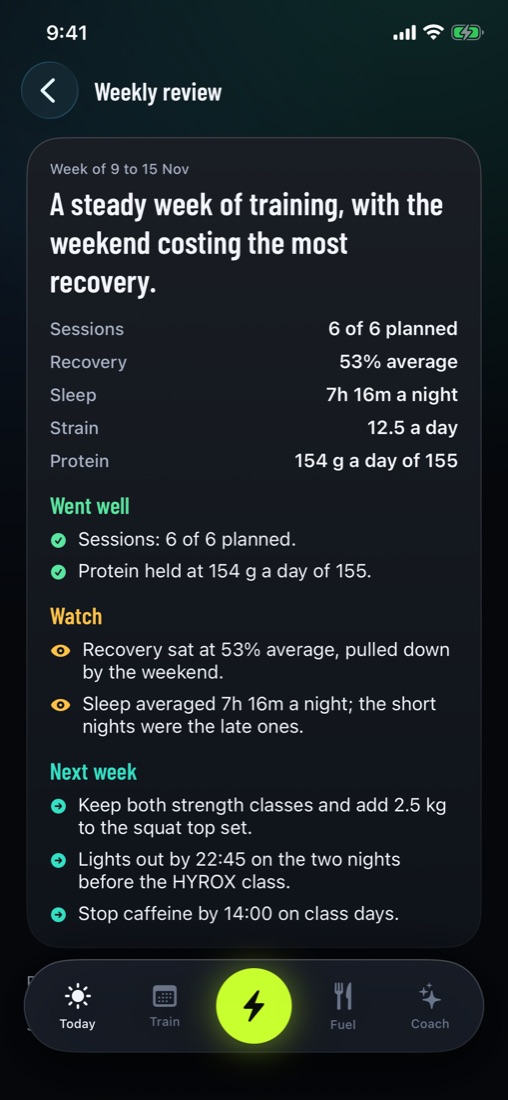 9:41
Weekly review
Week of 9 to 15 Nov
A steady week of training, with the
weekend costing the most
recovery.
Sessions 6 of 6 planned
Recovery 53% average
Sleep 7h 16m a night
Strain 12.5 a day
Protein 154 g a day of 155
Went well
Sessions: 6 of 6 planned.
Protein held at 154 g a day of 155.
Watch
Recovery sat at 53% average, pulled down
by the weekend.
Sleep averaged 7h 16m a night; the short
nights were the late ones.
Next week
Keep both strength classes and add 2.5 kg
to the squat top set.
Lights out by 22:45 on the two nights
before the HYROX class.
Stop caffeine by 14:00 on class days.
Today Train Fuel Coach